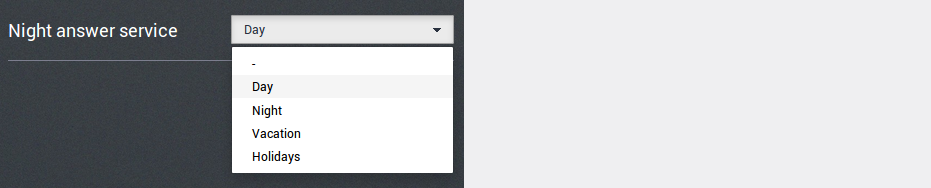 Night answer service
Day
-
Day
Night
Vacation
Holidays